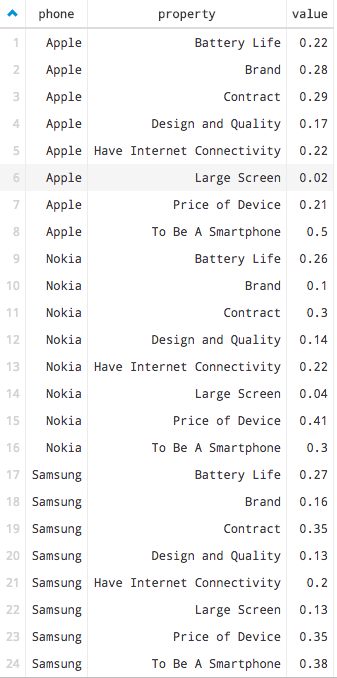 phone property value
1 Apple Battery Life 0.22
2 Apple Brand 0.28
3 Apple Contract 0.29
4 Apple Design and Quality 0.17
5 Apple Have Internet Connectivity 0.22
6 Apple Large Screen 0.02
7 Apple Price of Device 0.21
8 Apple To Be A Smartphone 0.5
9 Nokia Battery Life 0.26
10 Nokia Brand 0.1
11 Nokia Contract 0.3
12 Nokia Design and Quality 0.14
13 Nokia Have Internet Connectivity 0.22
14 Nokia Large Screen 0.04
15 Nokia Price of Device 0.41
16 Nokia To Be A Smartphone 0.3
17 Samsung Battery Life 0.27
18 Samsung Brand 0.16
19 Samsung Contract 0.35
20 Samsung Design and Quality 0.13
21 Samsung Have Internet Connectivity 0.2
22 Samsung Large Screen 0.13
23 Samsung Price of Device 0.35
24 Samsung To Be A Smartphone 0.38